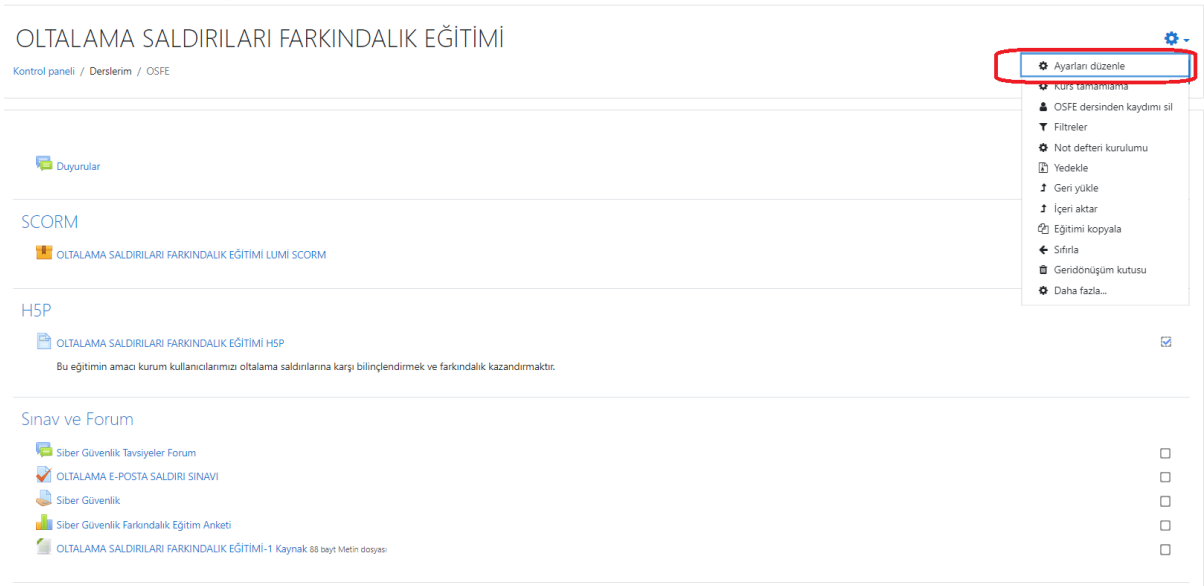 OLTALAMA SALDIRILARI FARKINDALIK EĞİTİMİ
Kontrol paneli / Derslerim / OSFE
Ayarları düzenle
Kurs tamamlama
OSFE dersinden kaydımı sil
Filtreler
Not defteri kurulumu
Yedekle
Geri yükle
İçeri aktar
Eğitimi kopyala
Sıfırla
Geridönüşüm kutusu
Daha fazla...
Duyurular
SCORM
OLTALAMA SALDIRILARI FARKINDALIK EĞİTİMİ LUMİ SCORM
H5P
OLTALAMA SALDIRILARI FARKINDALIK EĞİTİMİ H5P
Bu eğitimin amacı kurum kullanıcılarımızı oltalama saldırılarına karşı bilinçlendirmek ve farkındalık kazandırmaktır.
Sınav ve Forum
Siber Güvenlik Tavsiyeler Forum
OLTALAMA E-POSTA SALDIRI SINAVI
Siber Güvenlik
Siber Güvenlik Farkındalık Eğitim Anketi
OLTALAMA SALDIRILARI FARKINDALIK EĞİTİMİ-1 Kaynak 88 bayt Metin dosyası